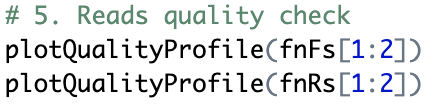 # 5. Reads quality check
plotQualityProfile(fnFs[1:2])
plotQualityProfile(fnRs[1:2])